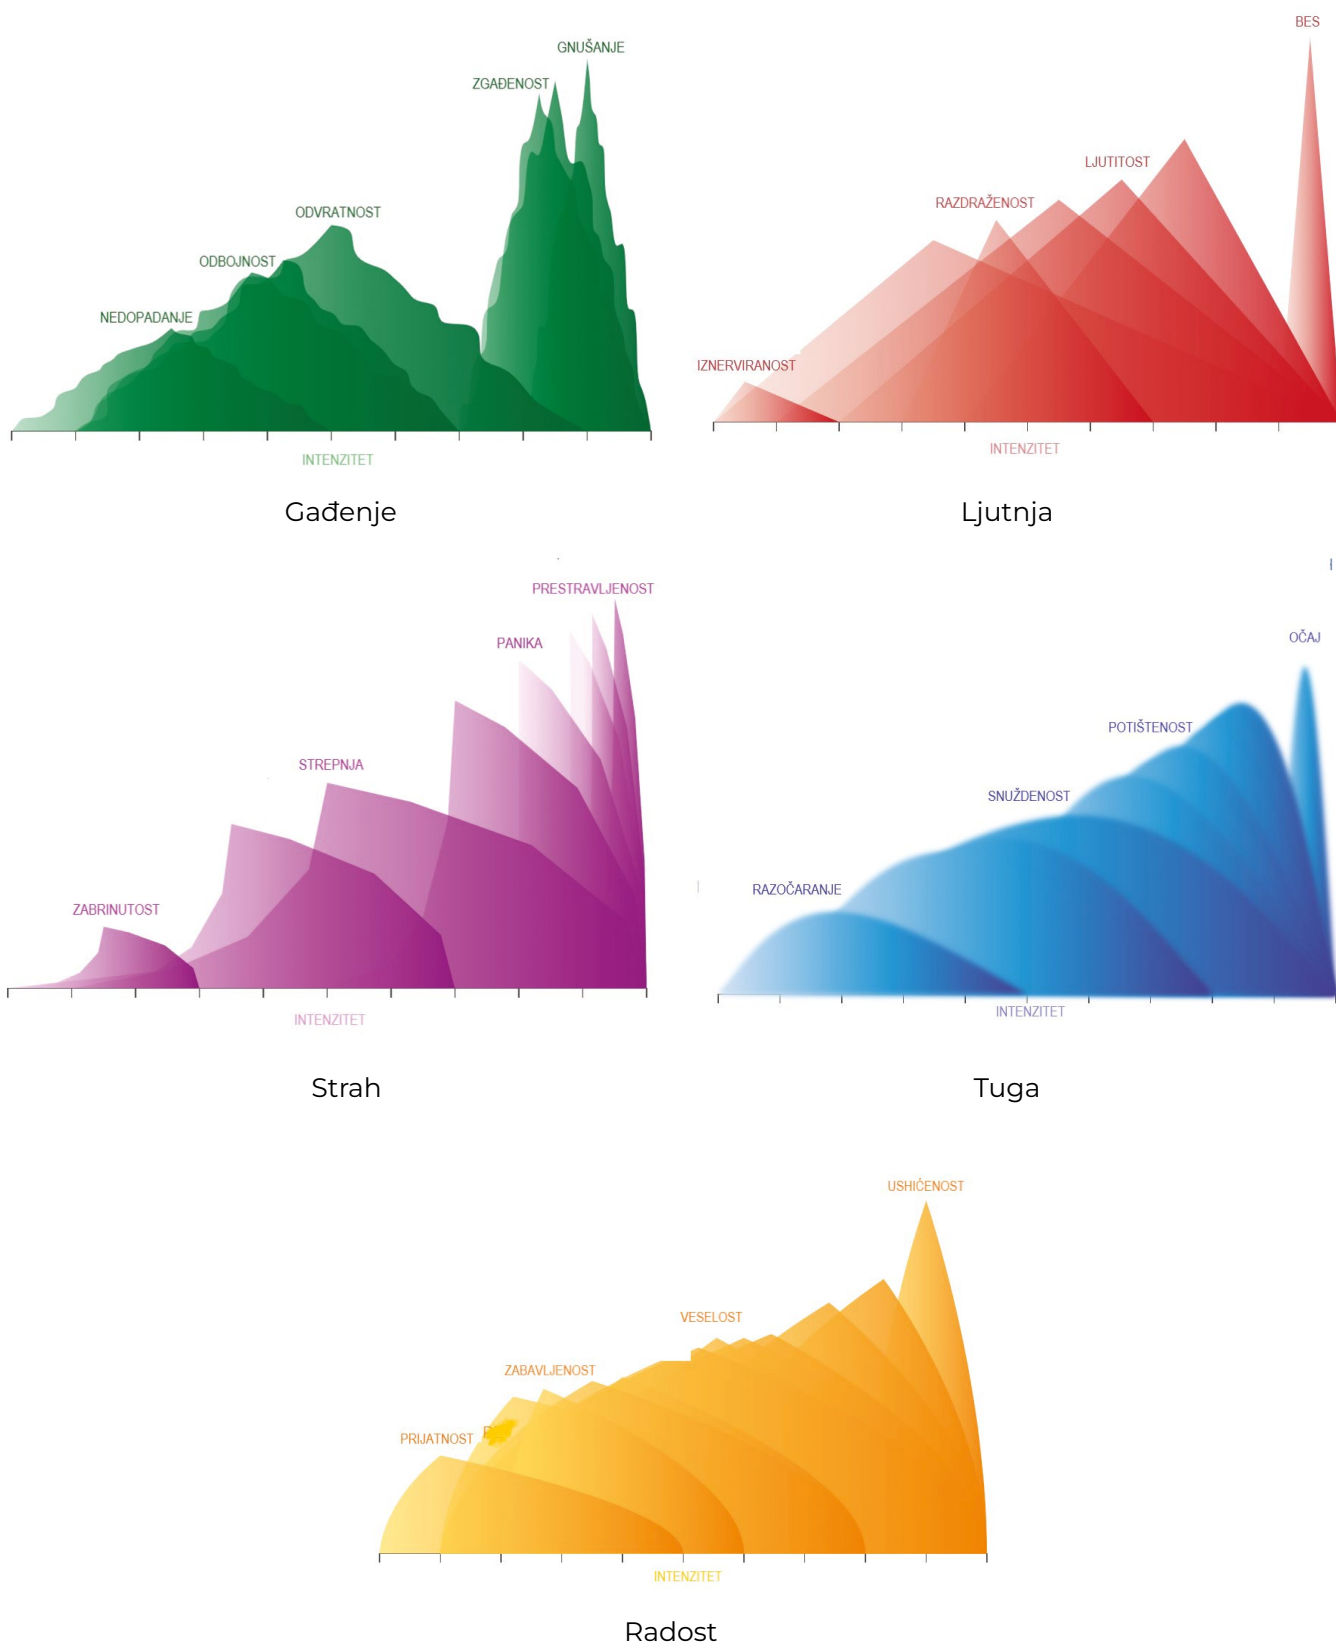 GNUŠANJE
ZGAĐENOST
ODVRATNOST
ODBOJNOST
NEDOPADANJE
INTENZITET
Gađenje
BES
LJUTITOST
RAZDRAŽENOST
IZNERVIRANOST
INTENZITET
Ljutnja
PRESTRAVLJENOST
PANIKA
STREPNJA
ZABRINUTOST
INTENZITET
Strah
OČAJ
POTIŠTENOST
SNUŽDENOST
RAZOČARANJE
INTENZITET
Tuga
USHIĆENOST
VESELOST
ZABAVLJENOST
PRIJATNOST
INTENZITET
Radost